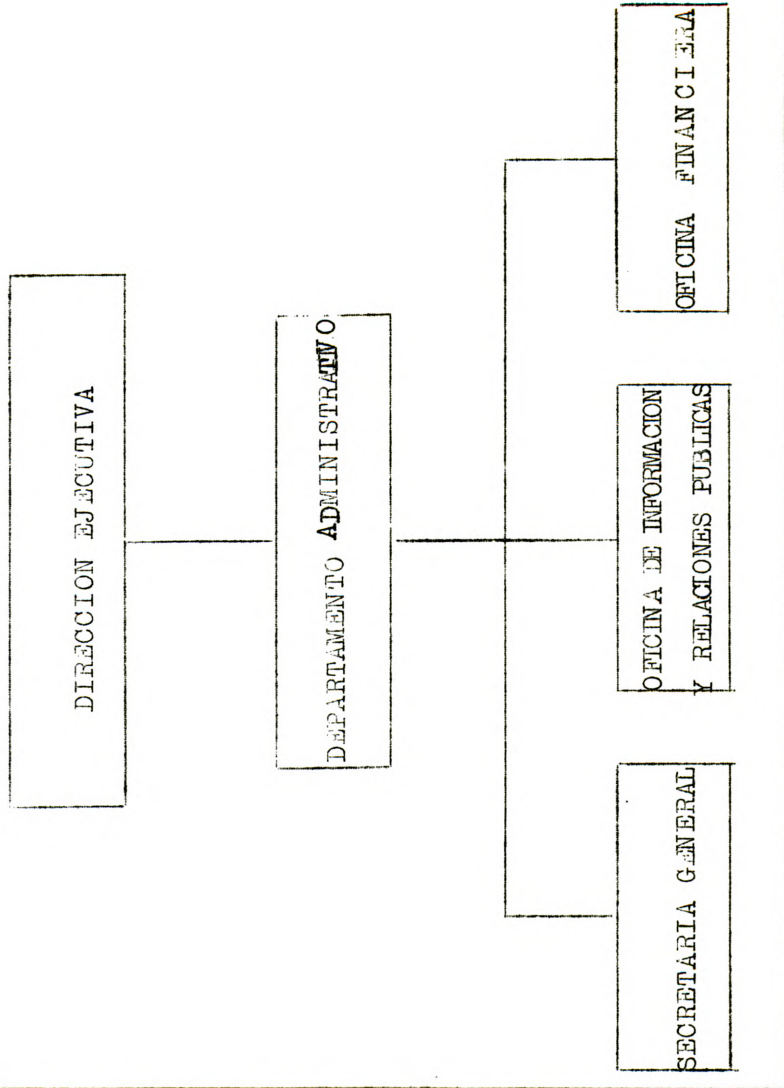 DIRECCION EJECUTIVA
DEPARTAMENTO ADMINISTRATIVO
SECRETARIA GENERAL
OFICINA DE INFORMACION
Y RELACIONES PUBLICAS
OFICINA FINANCIERA